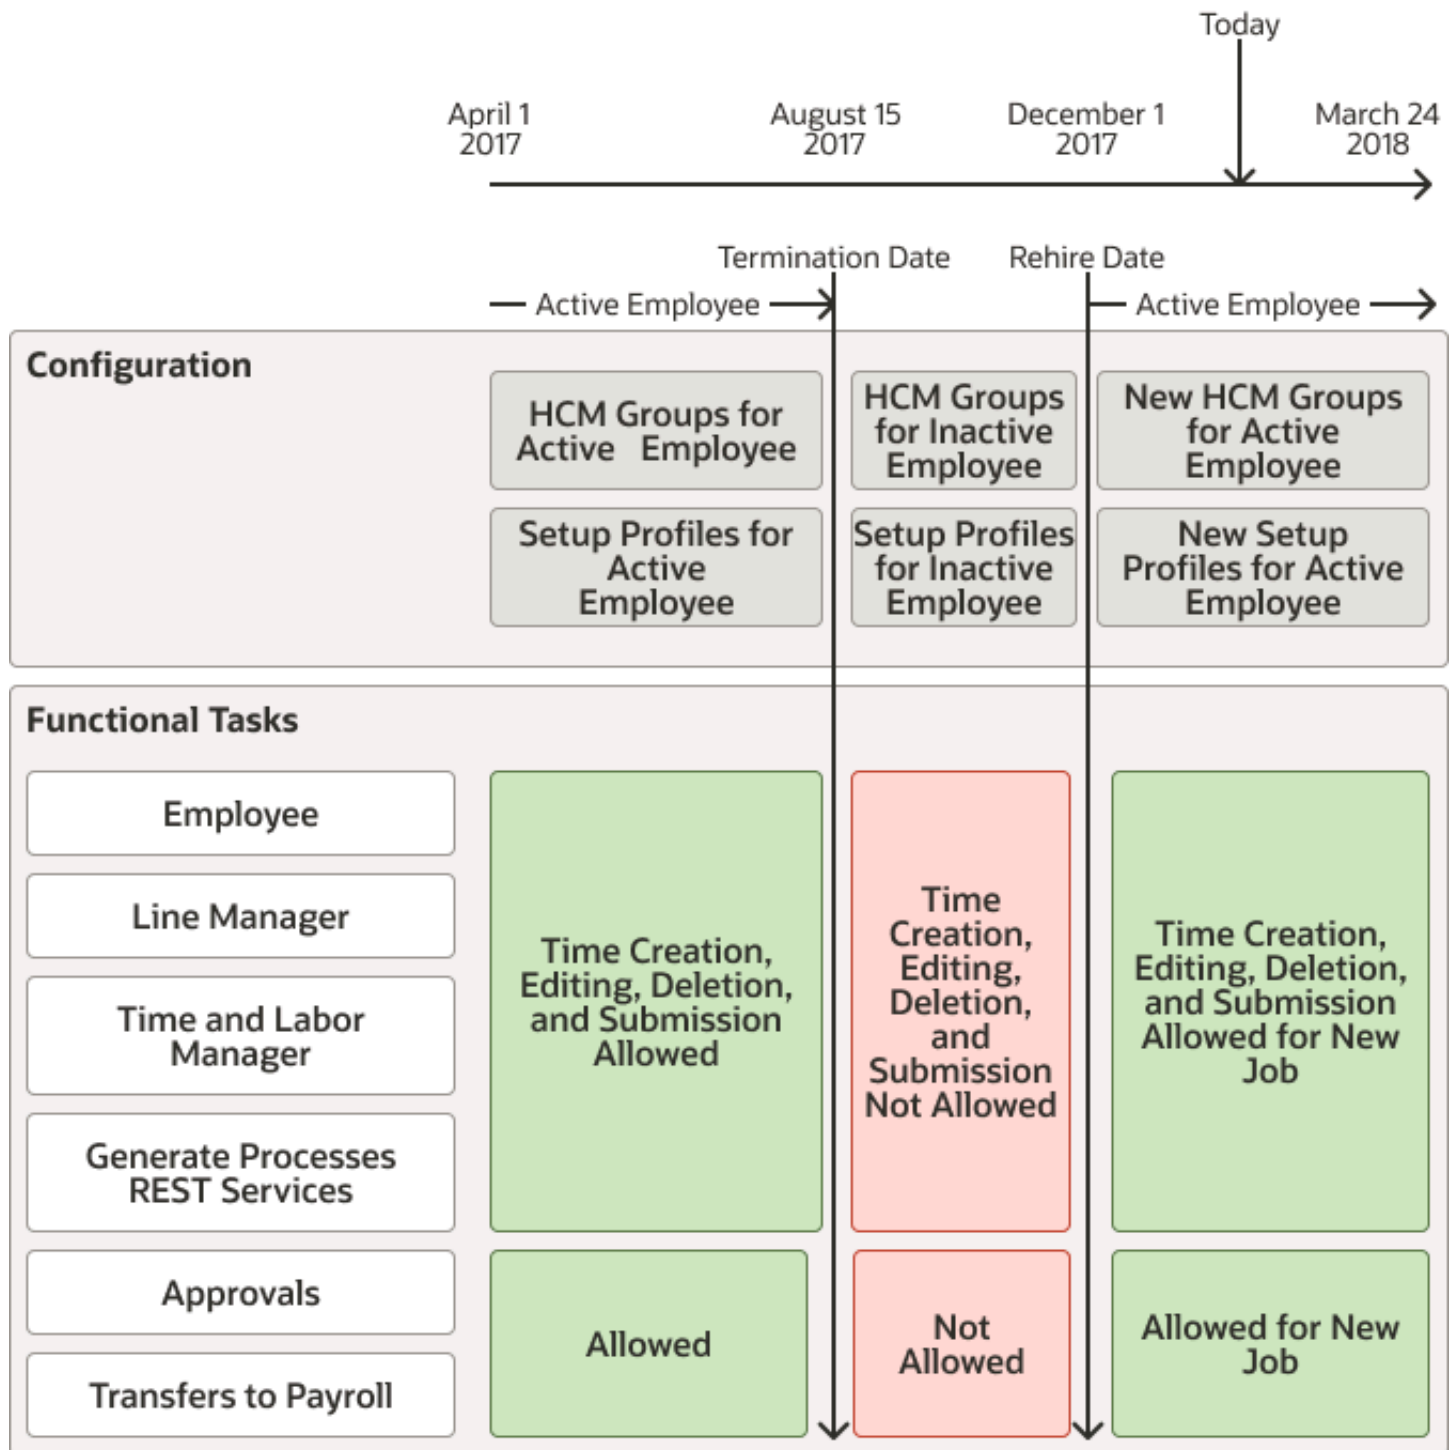 Today
April 1
2017
August 15
2017
December 1
2017
March 24
2018
Termination Date
Rehire Date
Active Employee
Active Employee
Configuration
HCM Groups for
Active Employee
HCM Groups
for Inactive
Employee
New HCM Groups
for Active
Employee
Setup Profiles for
Active
Employee
Setup Profiles
for Inactive
Employee
New Setup
Profiles for Active
Employee
Functional Tasks
Employee
Line Manager
Time and Labor
Manager
Generate Processes
REST Services
Time Creation,
Editing, Deletion,
and Submission
Allowed
Time
Creation,
Editing,
Deletion,
and
Submission
Not Allowed
Time Creation,
Editing, Deletion,
and Submission
Allowed for New
Job
Approvals
Transfers to Payroll
Allowed
Not
Allowed
Allowed for New
Job